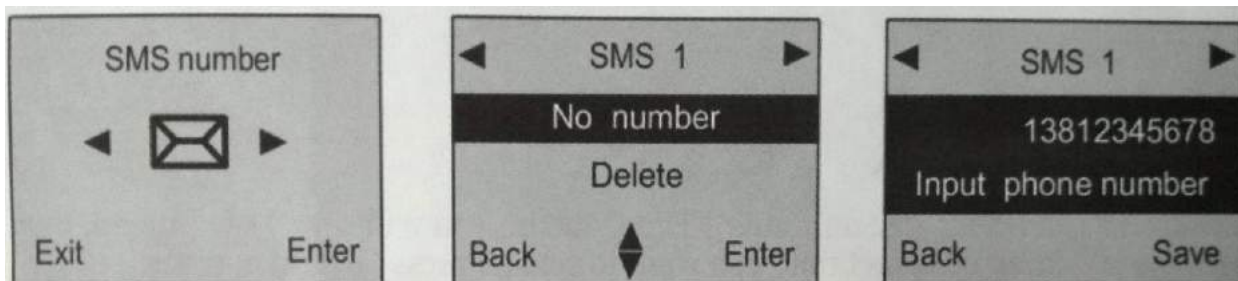 SMS number
Exit Enter
SMS 1
No number
Delete
Back Enter
SMS 1
13812345678
Input phone number
Back Save